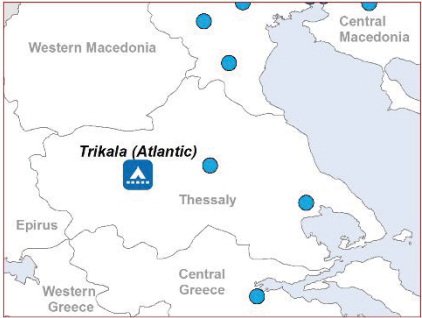 Central
Macedonia
Western Macedonia
Trikala (Atlantic)
Thessaly
Epirus
Central
Greece
Western
Greece